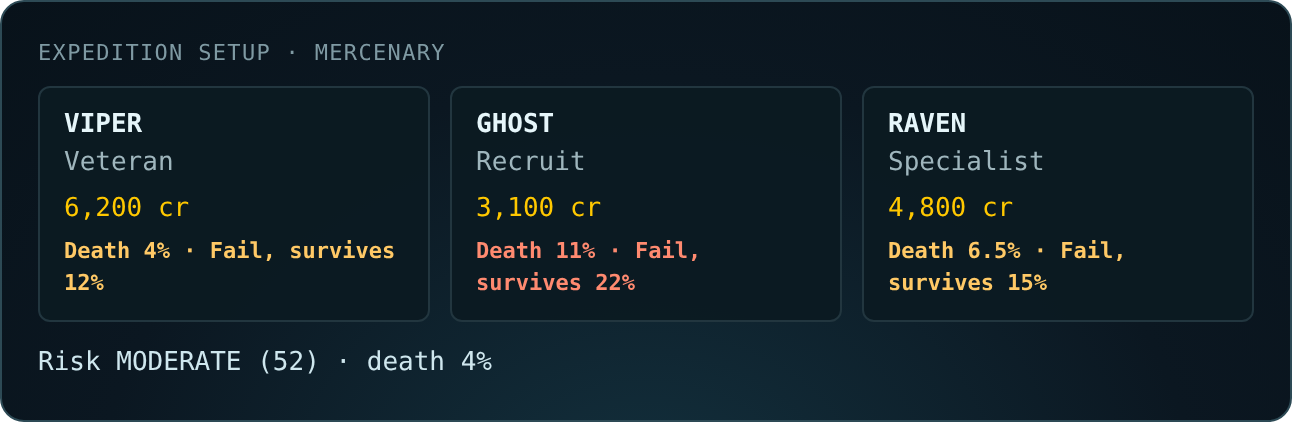 EXPEDITION SETUP · MERCENARY
VIPER
Veteran
6,200 cr
Death 4% · Fail, survives
12%
GHOST
Recruit
3,100 cr
Death 11% · Fail,
survives 22%
RAVEN
Specialist
4,800 cr
Death 6.5% · Fail,
survives 15%
Risk MODERATE (52) · death 4%